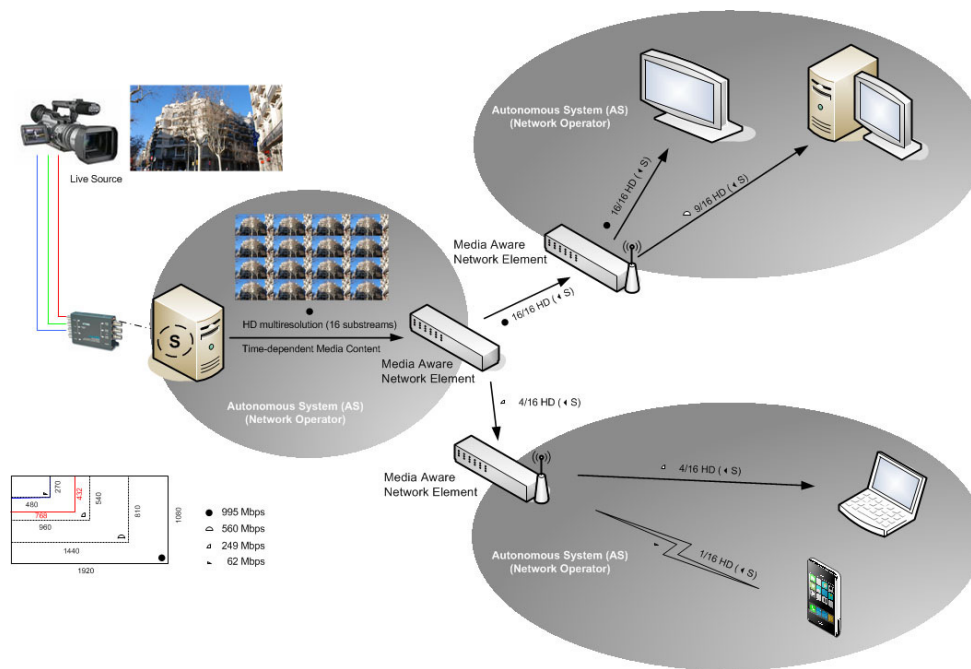 Live Source
Autonomous System (AS)
(Network Operator)
16/16 HD (◂ S)
9/16 HD (◂ S)
Media Aware
Network Element
16/16 HD (◂ S)
S
HD multiresolution (16 substreams)
Time-dependent Media Content
Media Aware
Network Element
Autonomous System (AS)
(Network Operator)
4/16 HD (◂ S)
Media Aware
Network Element
4/16 HD (◂ S)
1/16 HD (◂ S)
Autonomous System (AS)
(Network Operator)
270
480
432
768
540
960
810
1440
1080
1920
995 Mbps
560 Mbps
249 Mbps
62 Mbps